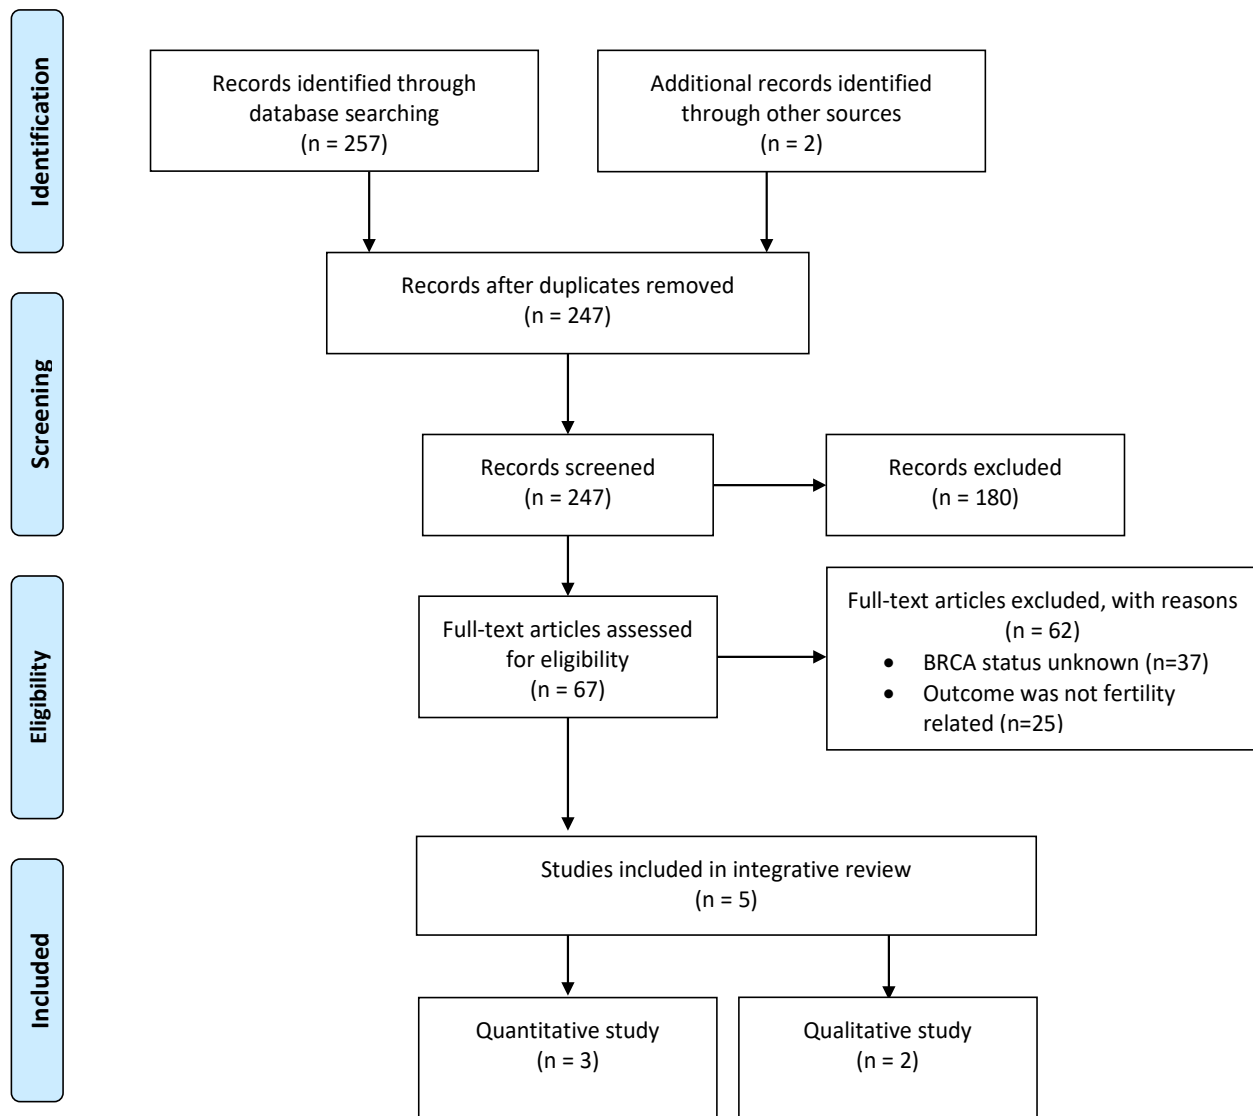 Identification
Records identified through
database searching
(n = 257)
Additional records identified
through other sources
(n = 2)
Records after duplicates removed
(n = 247)
Screening
Records screened
(n = 247)
Records excluded
(n = 180)
Eligibility
Full-text articles assessed
for eligibility
(n = 67)
Full-text articles excluded, with reasons
(n = 62)
• BRCA status unknown (n=37)
• Outcome was not fertility
related (n=25)
Included
Studies included in integrative review
(n = 5)
Quantitative study
(n = 3)
Qualitative study
(n = 2)